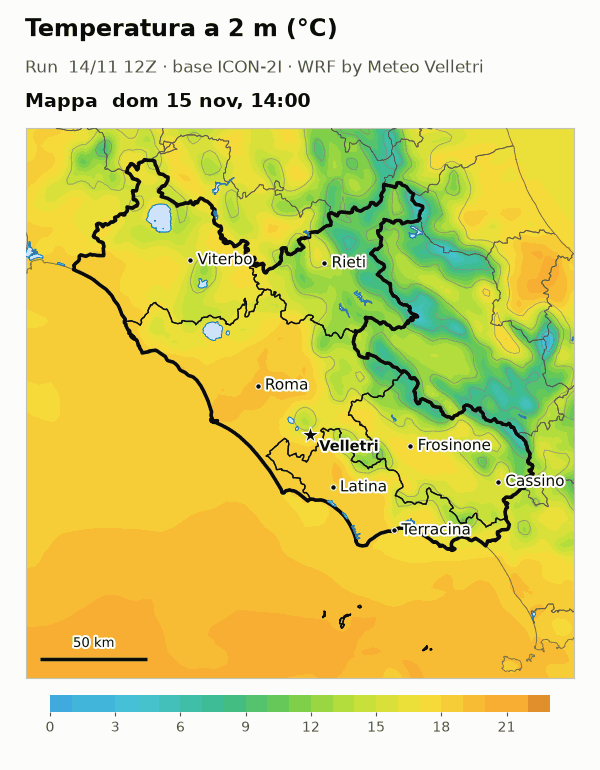 Temperatura a 2 m (°C)
Run  14/11 12Z · base ICON-2I · WRF by Meteo Velletri
Mappa  dom 15 nov, 14:00
Viterbo
Rieti
Roma
Velletri
Frosinone
Cassino
Latina
Terracina
50 km
0 3 6 9 12 15 18 21